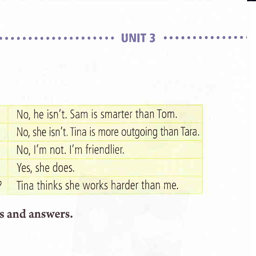 UNIT 3
No, he isn't. Sam is smarter than Tom.
No, she isn't. Tina is more outgoing than Tara.
No, I'm not. I'm friendlier.
Yes, she does.
? Tina thinks she works harder than me.
s and answers.